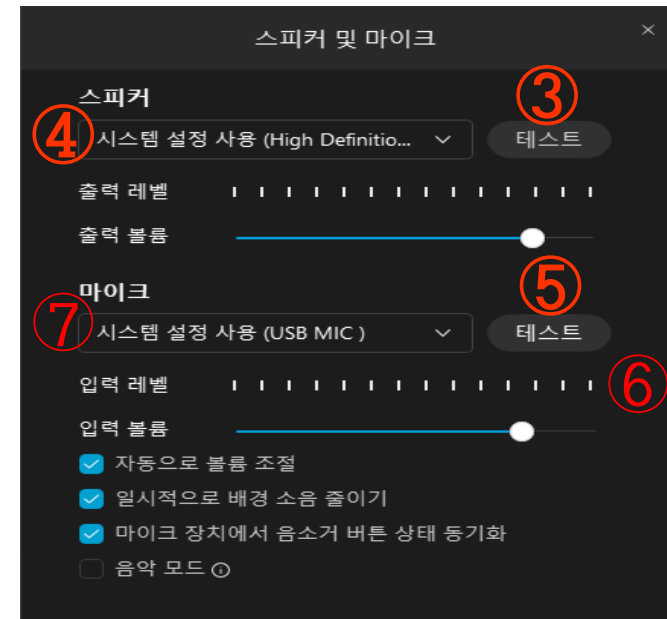 스피커 및 마이크
스피커
③
④ 시스템 설정 사용 (High Definitio... 테스트
출력 레벨
출력 볼륨
마이크
⑤
⑦ 시스템 설정 사용 (USB MIC ) 테스트
입력 레벨 ⑥
입력 볼륨
자동으로 볼륨 조절
일시적으로 배경 소음 줄이기
마이크 장치에서 음소거 버튼 상태 동기화
음악 모드